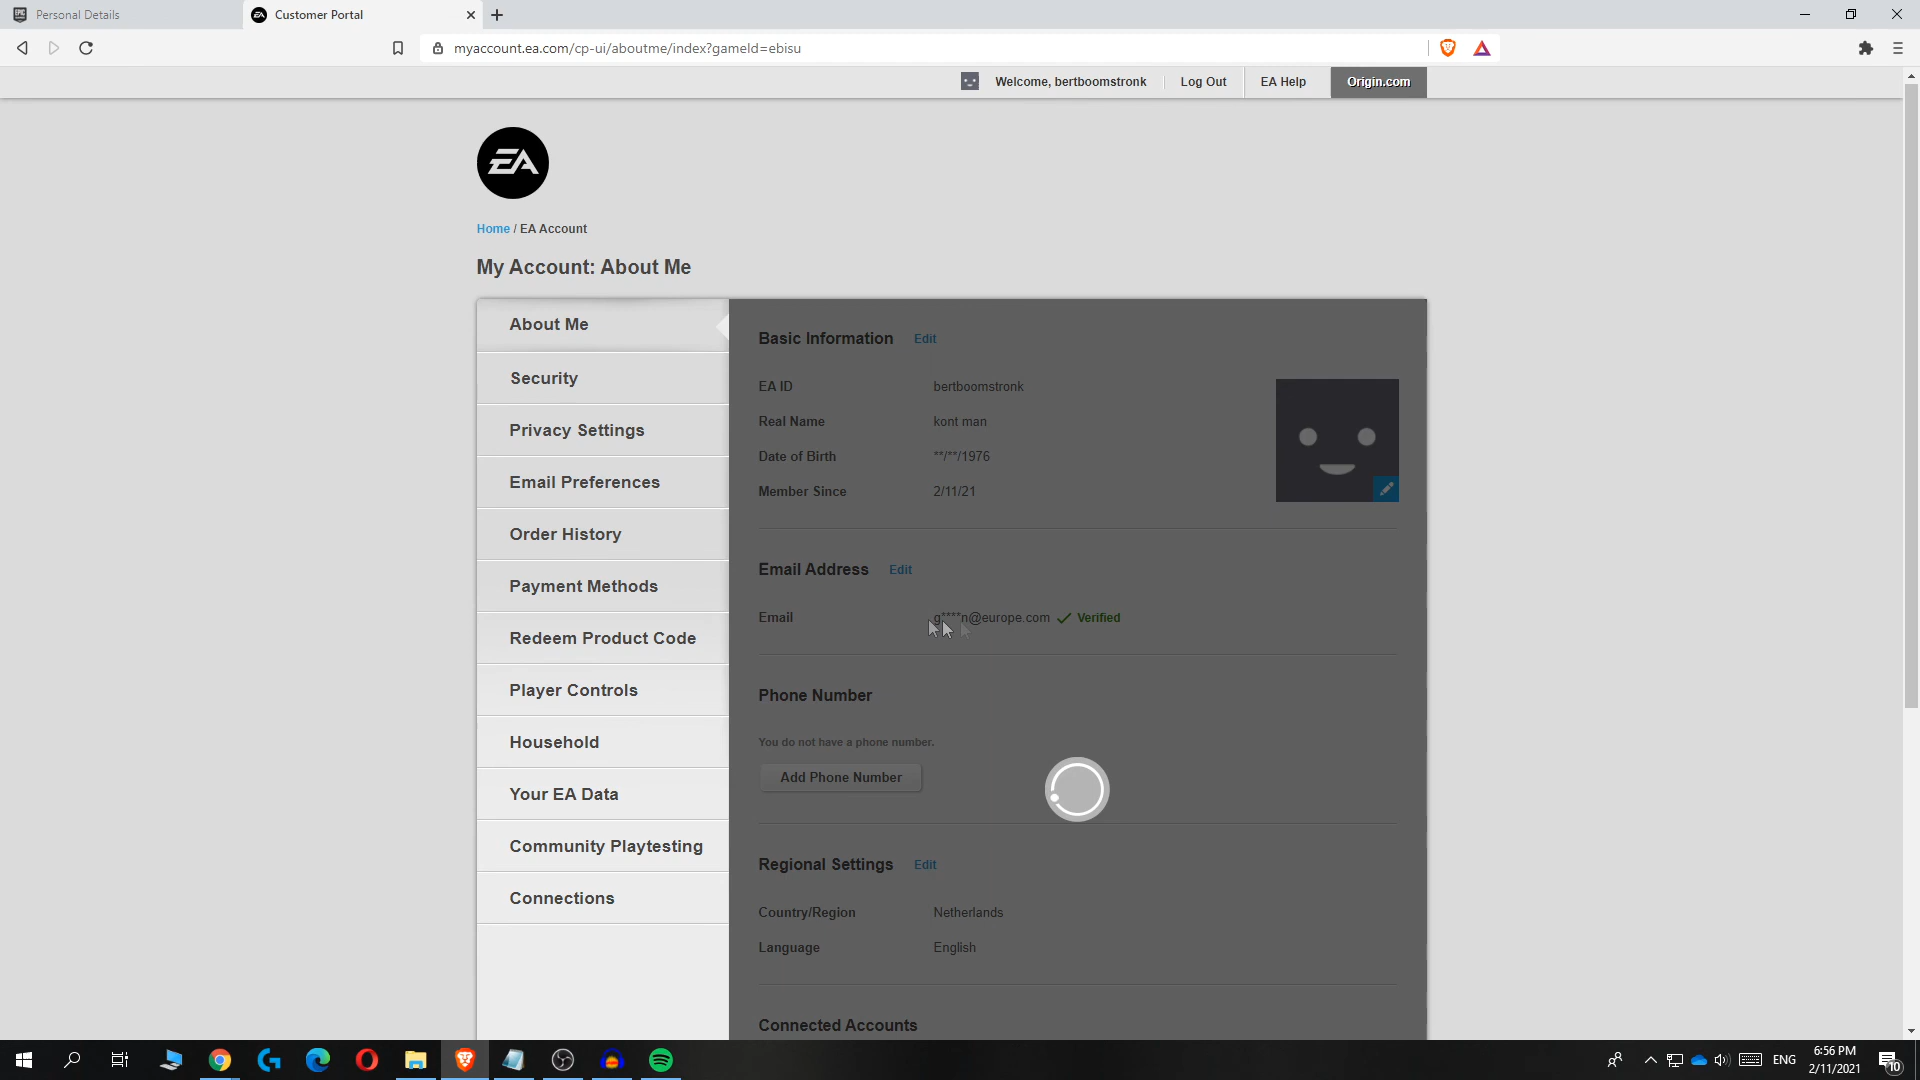 Personal Details
Customer Portal
myaccount.ea.com/cp-ui/aboutme/index?gameId=ebisu
Welcome, bertboomstronk
Log Out
EA Help
Origin.com
EA
Home / EA Account
My Account: About Me
About Me
Security
Privacy Settings
Email Preferences
Order History
Payment Methods
Redeem Product Code
Player Controls
Household
Your EA Data
Community Playtesting
Connections
Basic Information Edit
EA ID bertboomstronk
Real Name kont man
Date of Birth **/**/1976
Member Since 2/11/21
Email Address Edit
Email g****n@europe.com Verified
Phone Number
You do not have a phone number.
Add Phone Number
Regional Settings Edit
Country/Region Netherlands
Language English
Connected Accounts
ENG
6:56 PM
2/11/2021
10